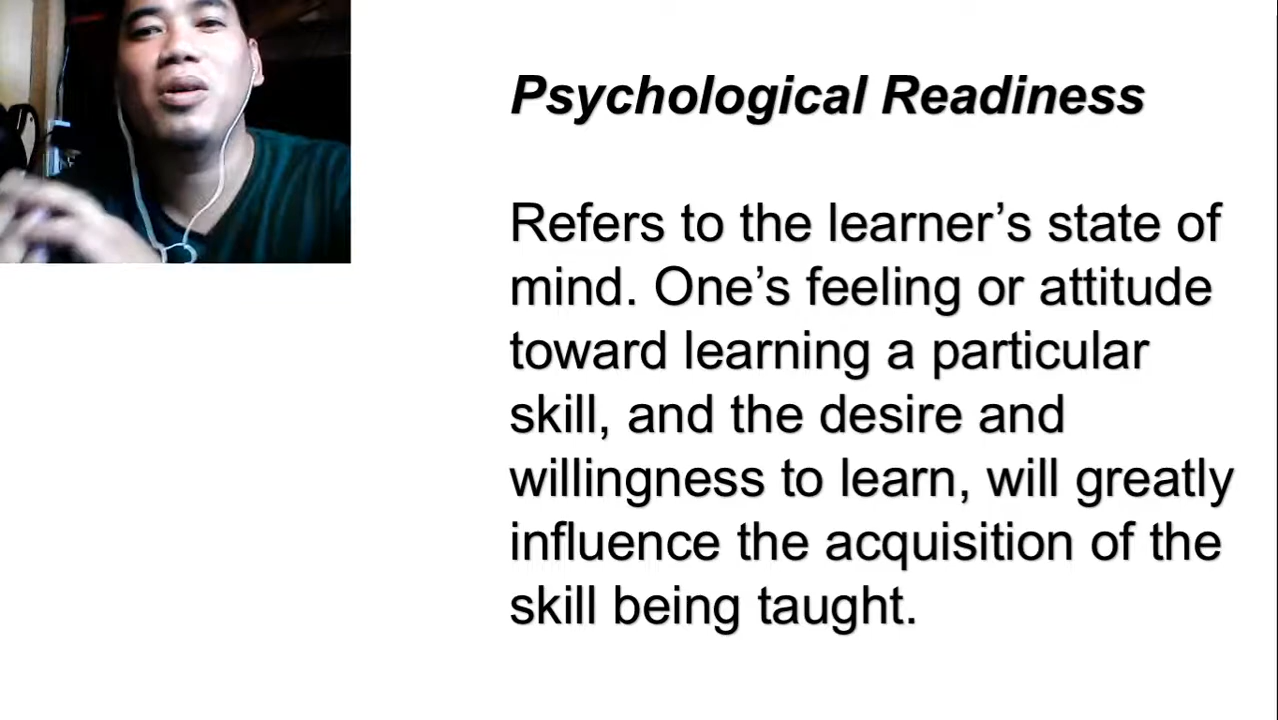 Psychological Readiness
Refers to the learner’s state of
mind. One’s feeling or attitude
toward learning a particular
skill, and the desire and
willingness to learn, will greatly
influence the acquisition of the
skill being taught.